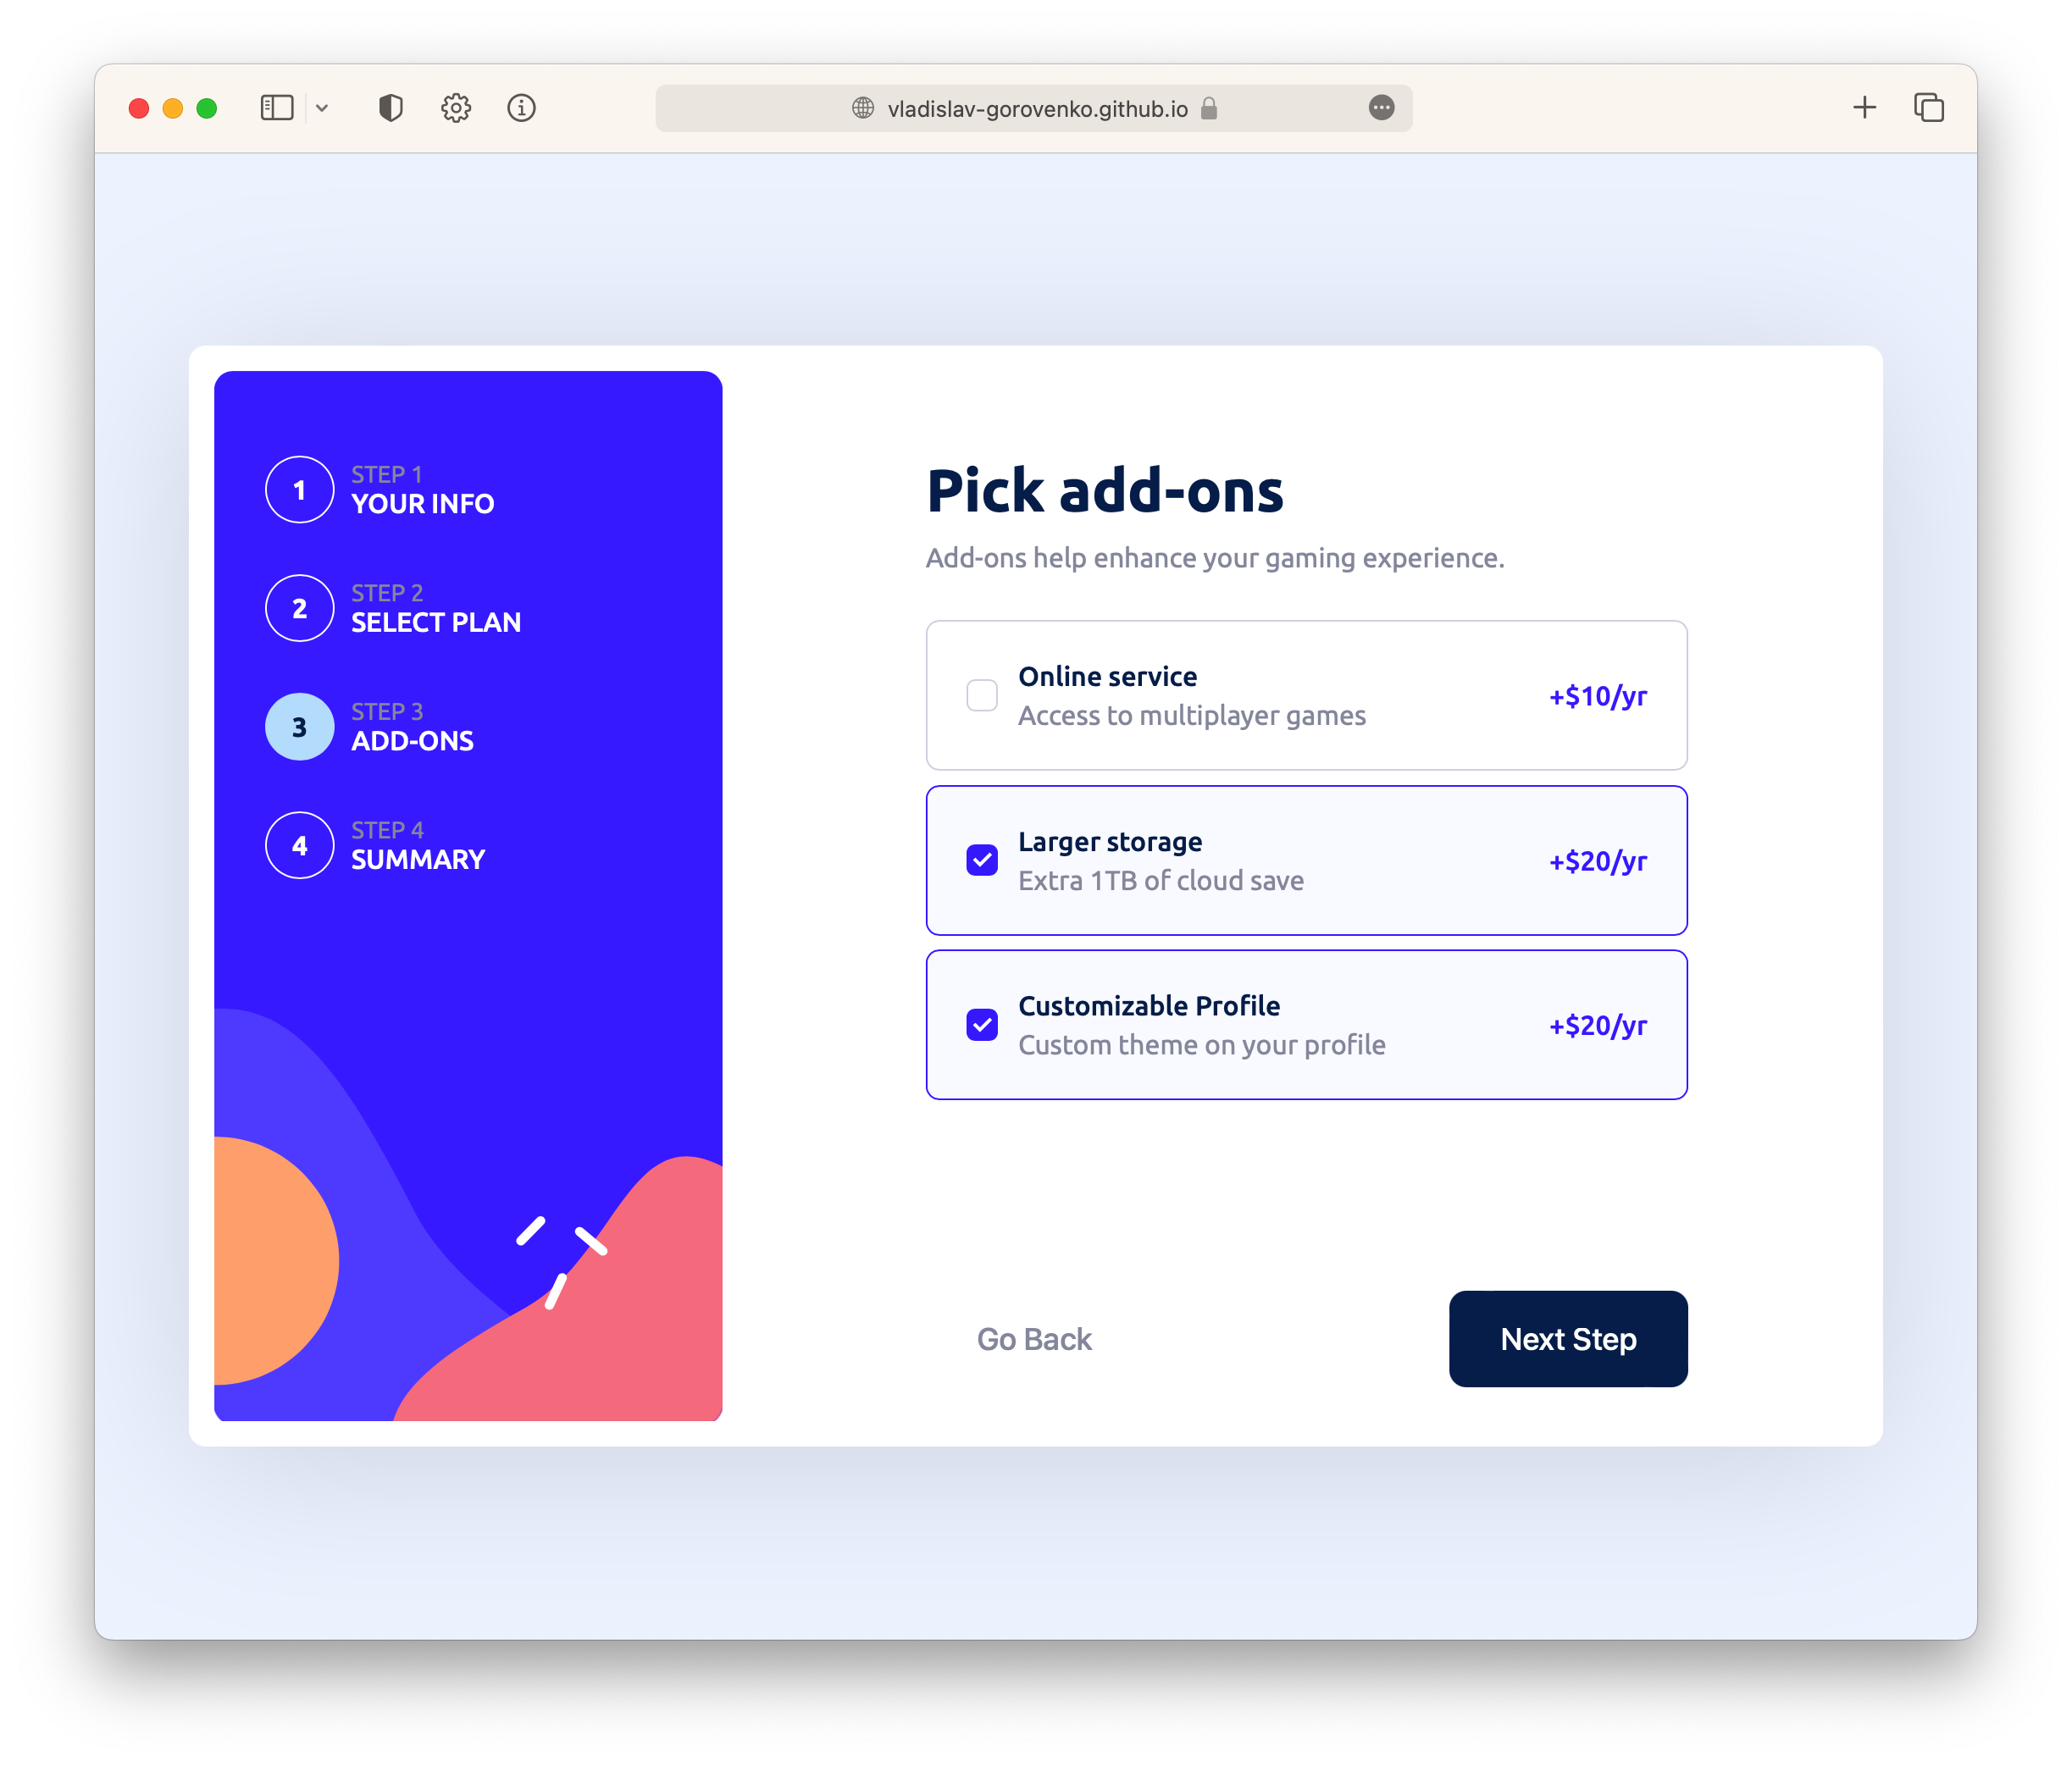 vladislav-gorovenko.github.io
1
STEP 1
YOUR INFO
2
STEP 2
SELECT PLAN
3
STEP 3
ADD-ONS
4
STEP 4
SUMMARY
Pick add-ons
Add-ons help enhance your gaming experience.
Online service
Access to multiplayer games
+$10/yr
Larger storage
Extra 1TB of cloud save
+$20/yr
Customizable Profile
Custom theme on your profile
+$20/yr
Go Back
Next Step